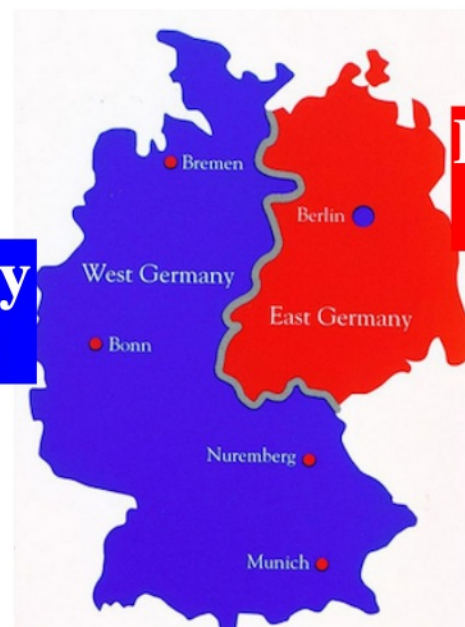 Bremen
Berlin
West Germany
y
East Germany
Bonn
Nuremberg
Munich